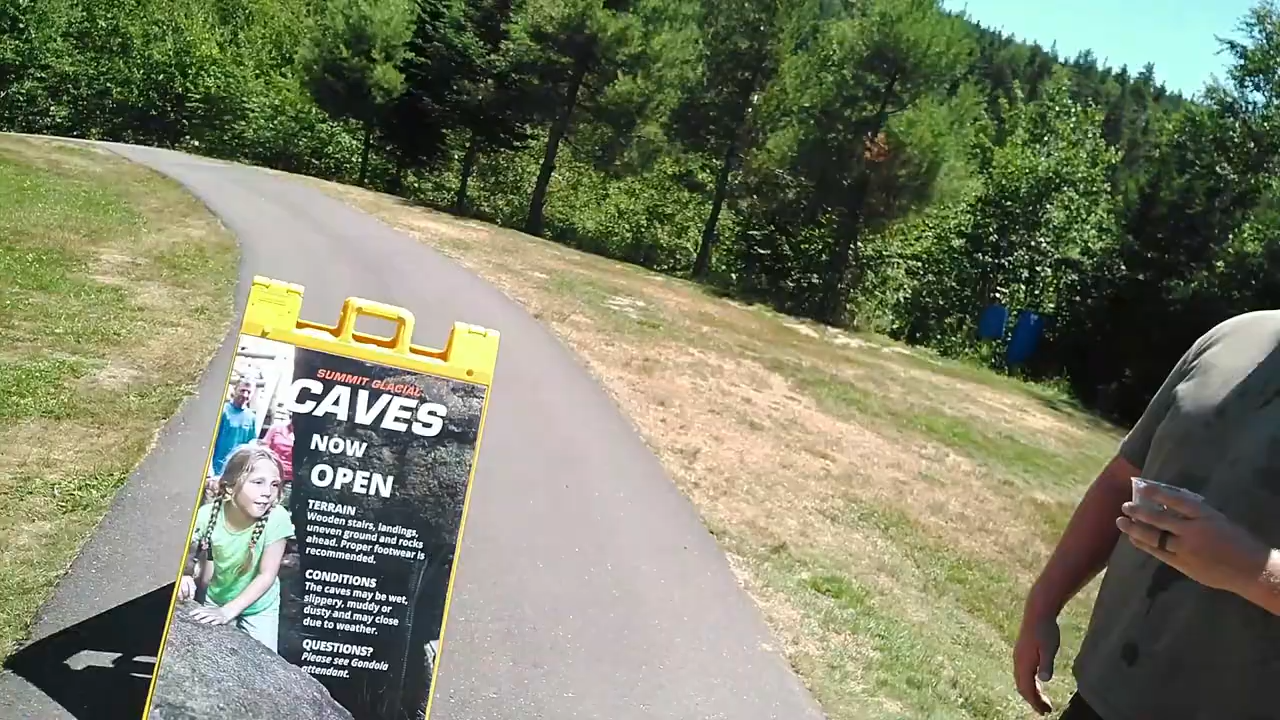 SUMMIT GLACIAL
CAVES
NOW
OPEN
TERRAIN
Wooden stairs, landings,
uneven ground and rocks
ahead. Proper footwear is
recommended.
CONDITIONS
The caves may be wet,
slippery, muddy or
dusty and may close
due to weather.
QUESTIONS?
Please see Gondola
attendant.